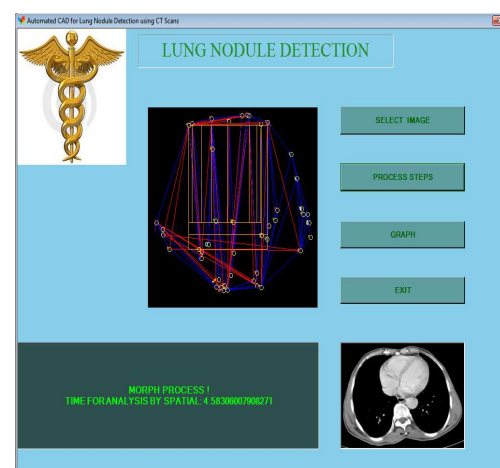 Automated CAD for Lung Nodule Detection using CT Scans
LUNG NODULE DETECTION
SELECT IMAGE
PROCESS STEPS
GRAPH
EXIT
MORPH PROCESS !
TIME FOR ANALYSIS BY SPATIAL: 4.58306007908271